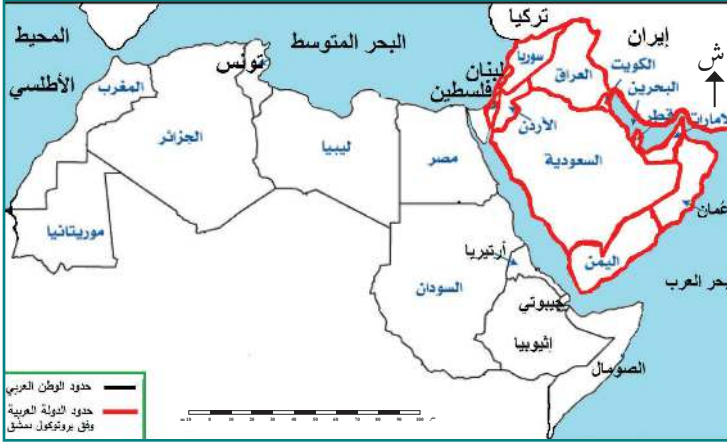 المحيط
الأطلسي
البحر المتوسط
تركيا
إيران
ش
تونس
لبنان
فلسطين
سوريا
العراق
الكويت
البحرين
قطر
الأردن
السعودية
عُمان
اليمن
بحر العرب
المغرب
الجزائر
ليبيا
مصر
موريتانيا
السودان
أرتيريا
جيبوتي
إثيوبيا
الصومال
حدود الوطن العربي
حدود الدولة العربية
وفق بروتوكول دمشق